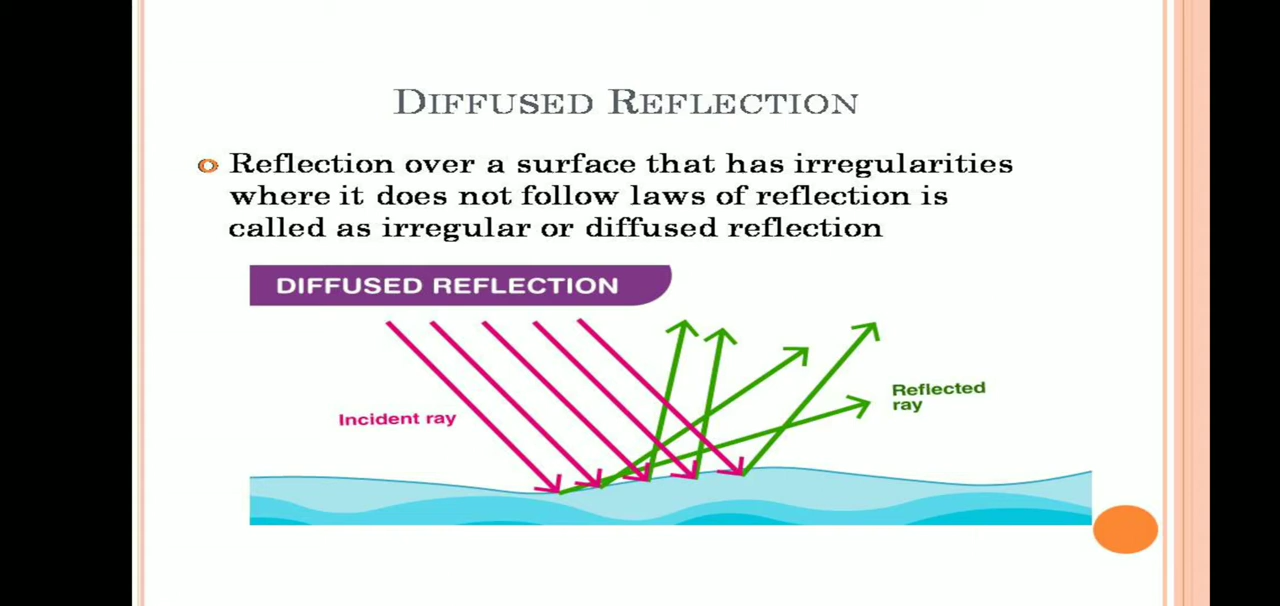 DIFFUSED REFLECTION
Reflection over a surface that has irregularities
where it does not follow laws of reflection is
called as irregular or diffused reflection
DIFFUSED REFLECTION
Incident ray
Reflected
ray